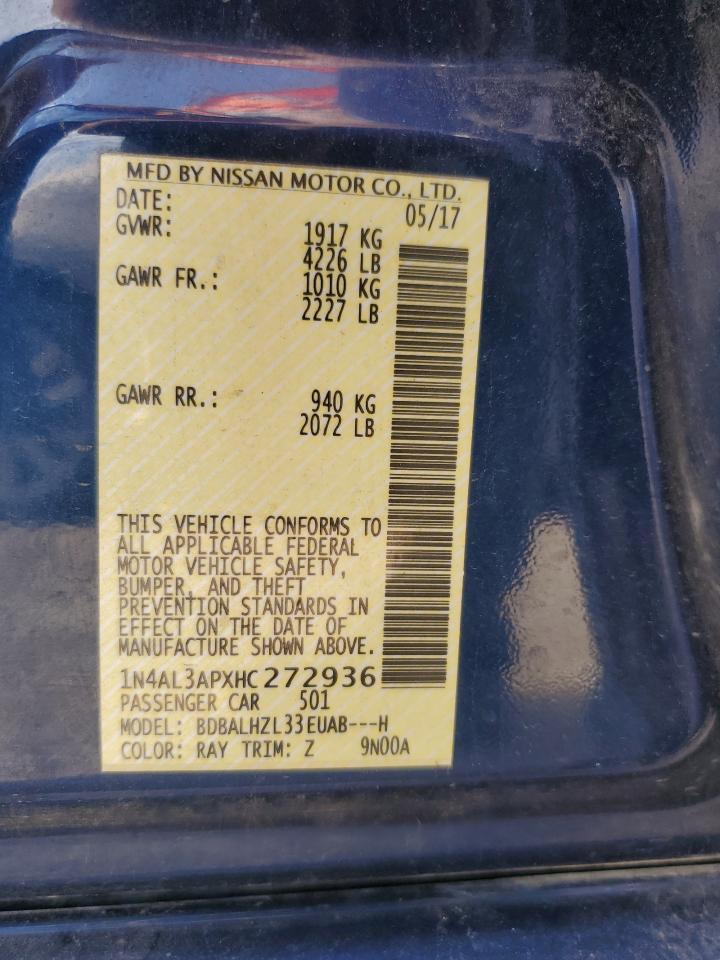 MFD BY NISSAN MOTOR CO., LTD.
DATE: 05/17
GVWR: 1917 KG
4226 LB
GAWR FR.: 1010 KG
2227 LB
GAWR RR.: 940 KG
2072 LB
THIS VEHICLE CONFORMS TO
ALL APPLICABLE FEDERAL
MOTOR VEHICLE SAFETY,
BUMPER, AND THEFT
PREVENTION STANDARDS IN
EFFECT ON THE DATE OF
MANUFACTURE SHOWN ABOVE.
1N4AL3APXHC272936
PASSENGER CAR 501
MODEL: BDBALHZL33EUAB---H
COLOR: RAY TRIM: Z 9N00A